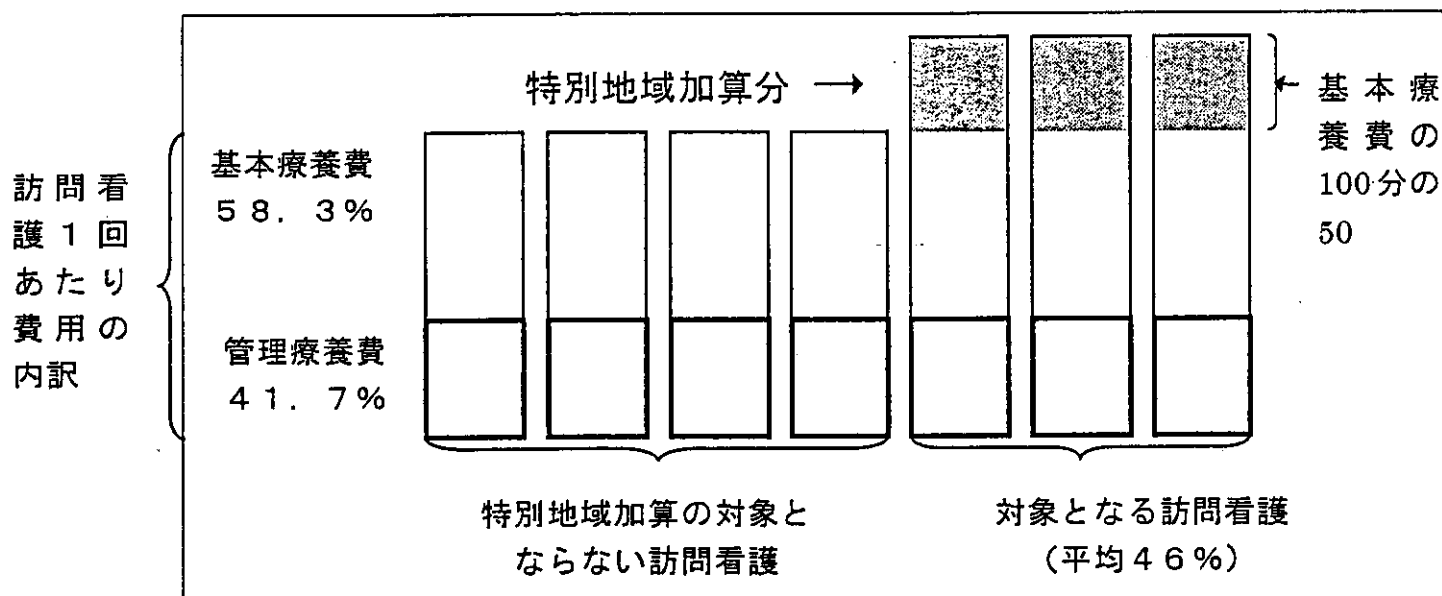 特別地域加算分 →
← 基本療
養費の
100分の
50
訪問看
護1回
あたり
費用の
内訳
基本療養費
58.3%
管理療養費
41.7%
特別地域加算の対象と
ならない訪問看護
対象となる訪問看護
(平均46%)